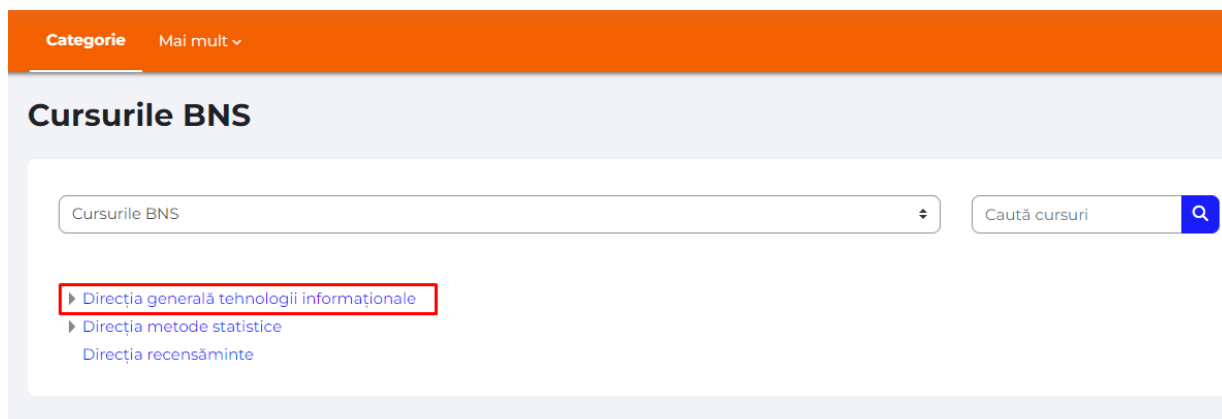 Categorie Mai mult
Cursurile BNS
Cursurile BNS Caută cursuri
Direcția generală tehnologii informaționale
Direcția metode statistice
Direcția recensăminte